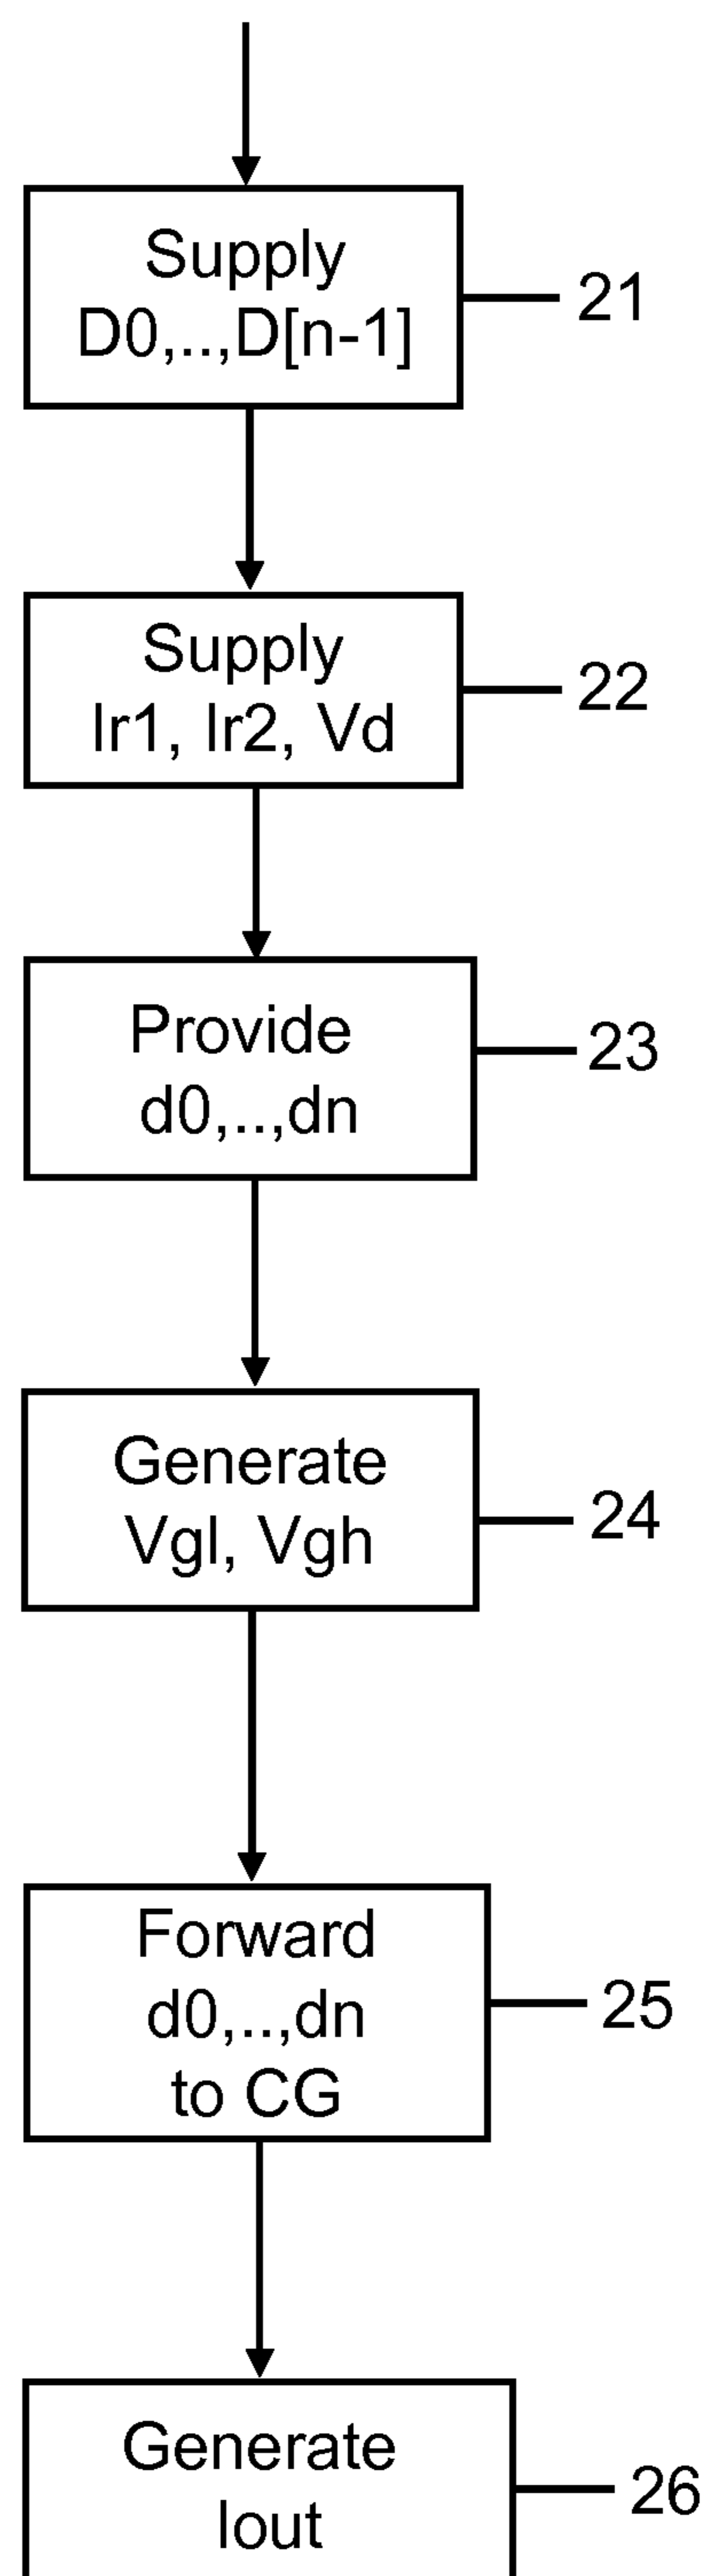 Supply
D0,..,D[n-1]
21
Supply
Ir1, Ir2, Vd
22
Provide
d0,..,dn
23
Generate
Vgl, Vgh
24
Forward
d0,..,dn
to CG
25
Generate
Iout
26